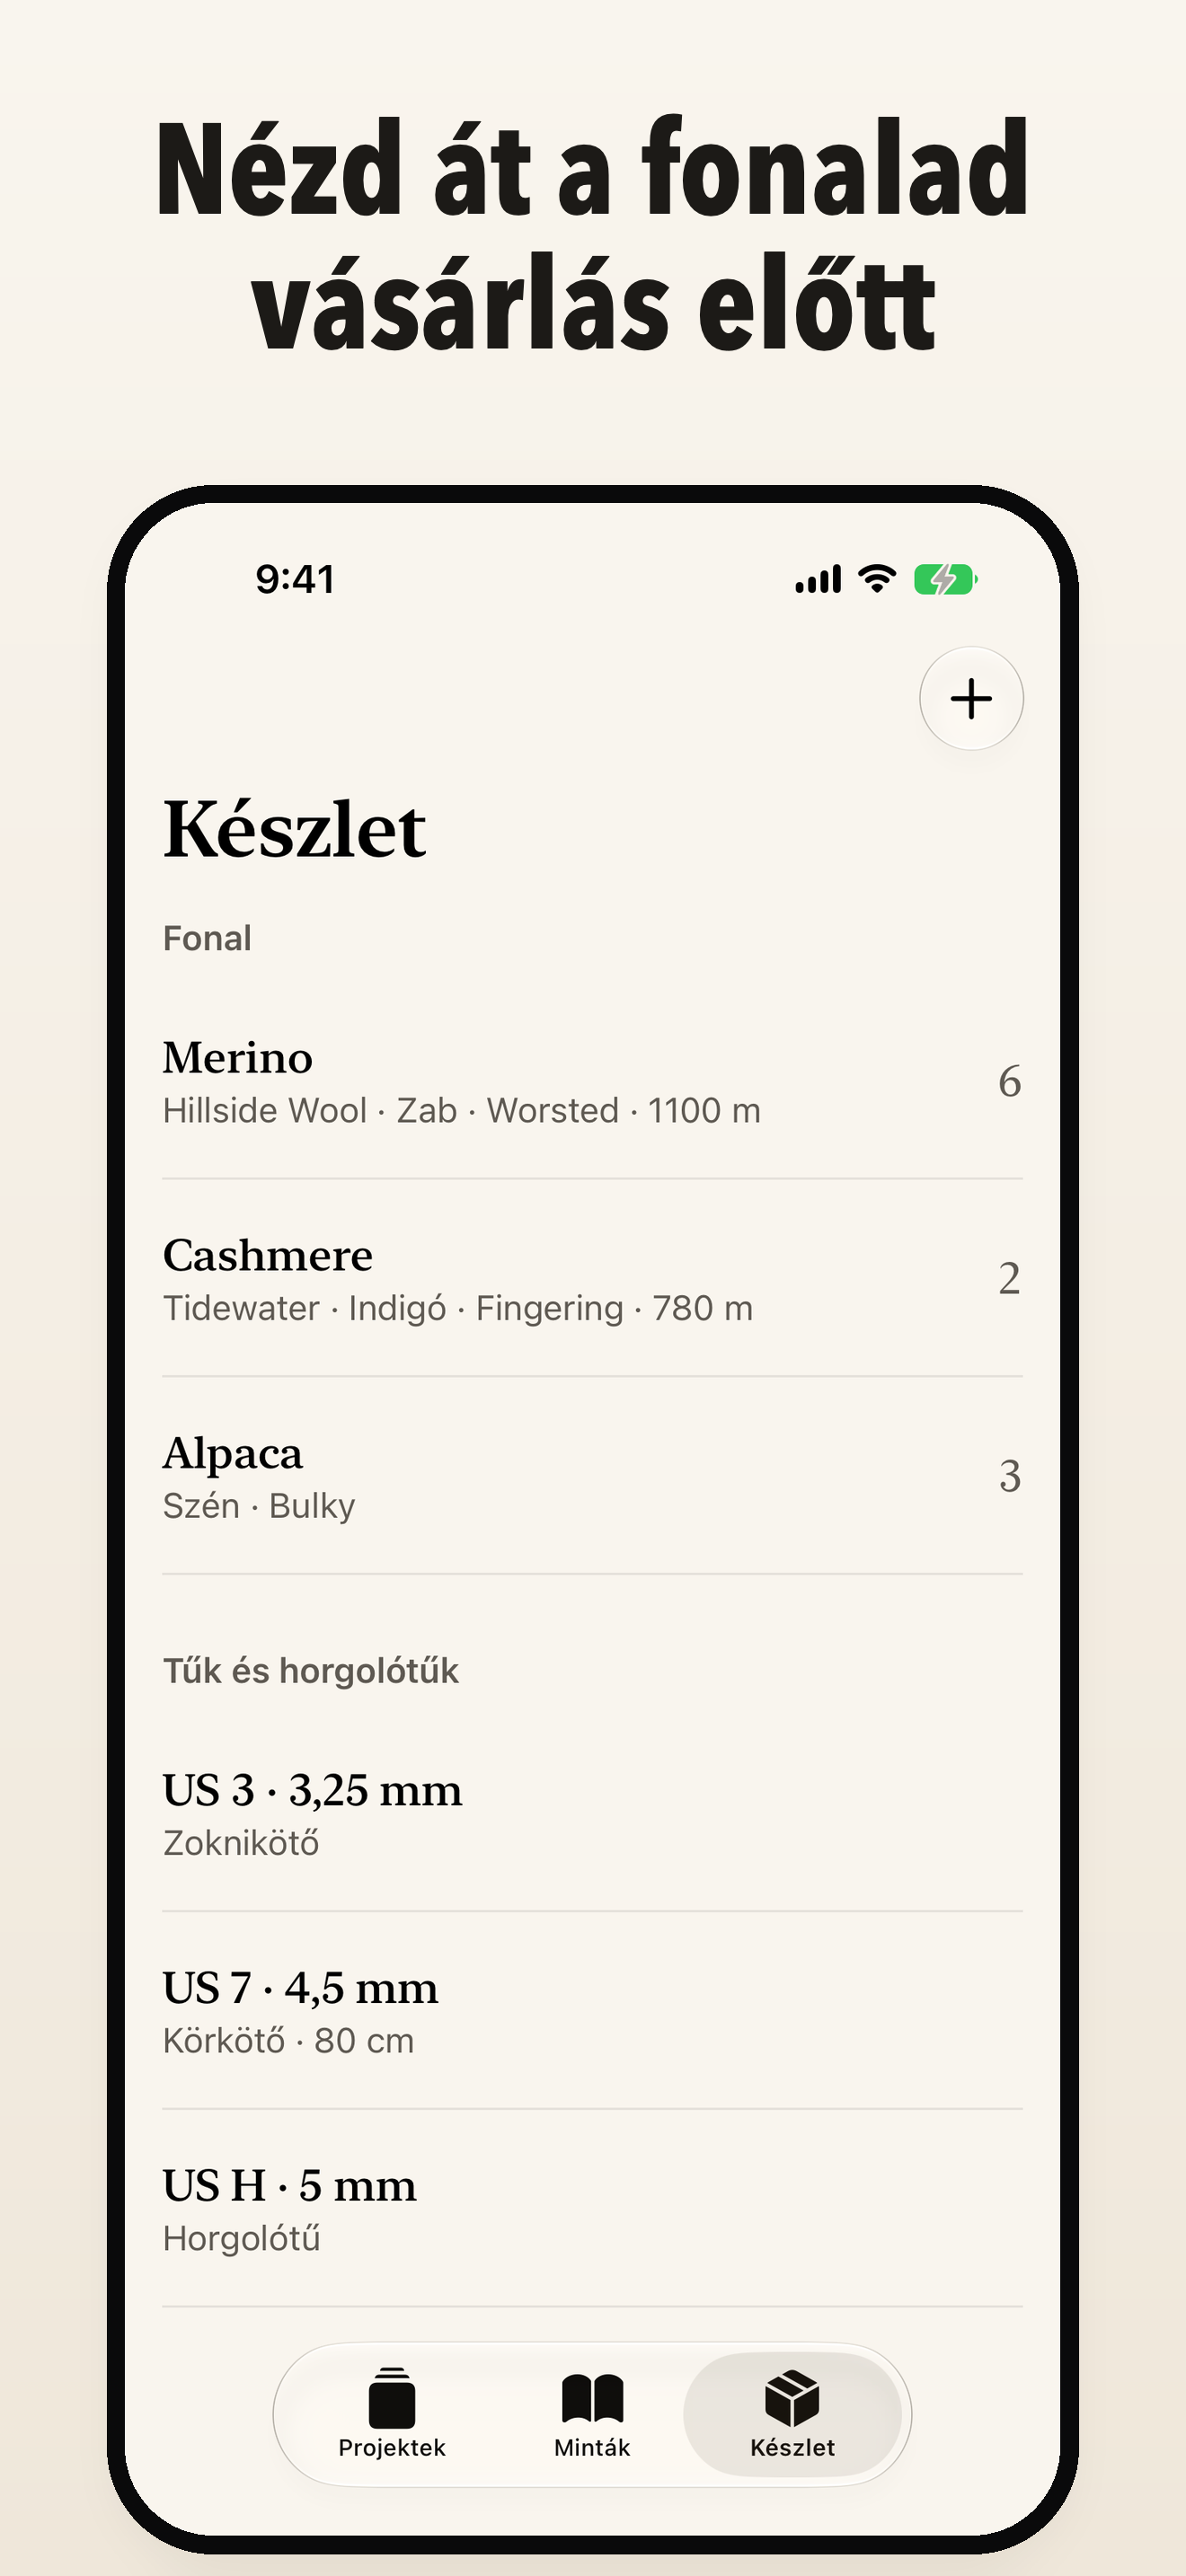 Nézd át a fonalad
vásárlás előtt
9:41
Készlet
Fonal
Merino
Hillside Wool · Zab · Worsted · 1100 m
6
Cashmere
Tidewater · Indigó · Fingering · 780 m
2
Alpaca
Szén · Bulky
3
Tűk és horgolótűk
US 3 · 3,25 mm
Zoknikötő
US 7 · 4,5 mm
Körkötő · 80 cm
US H · 5 mm
Horgolótű
Projektek
Minták
Készlet